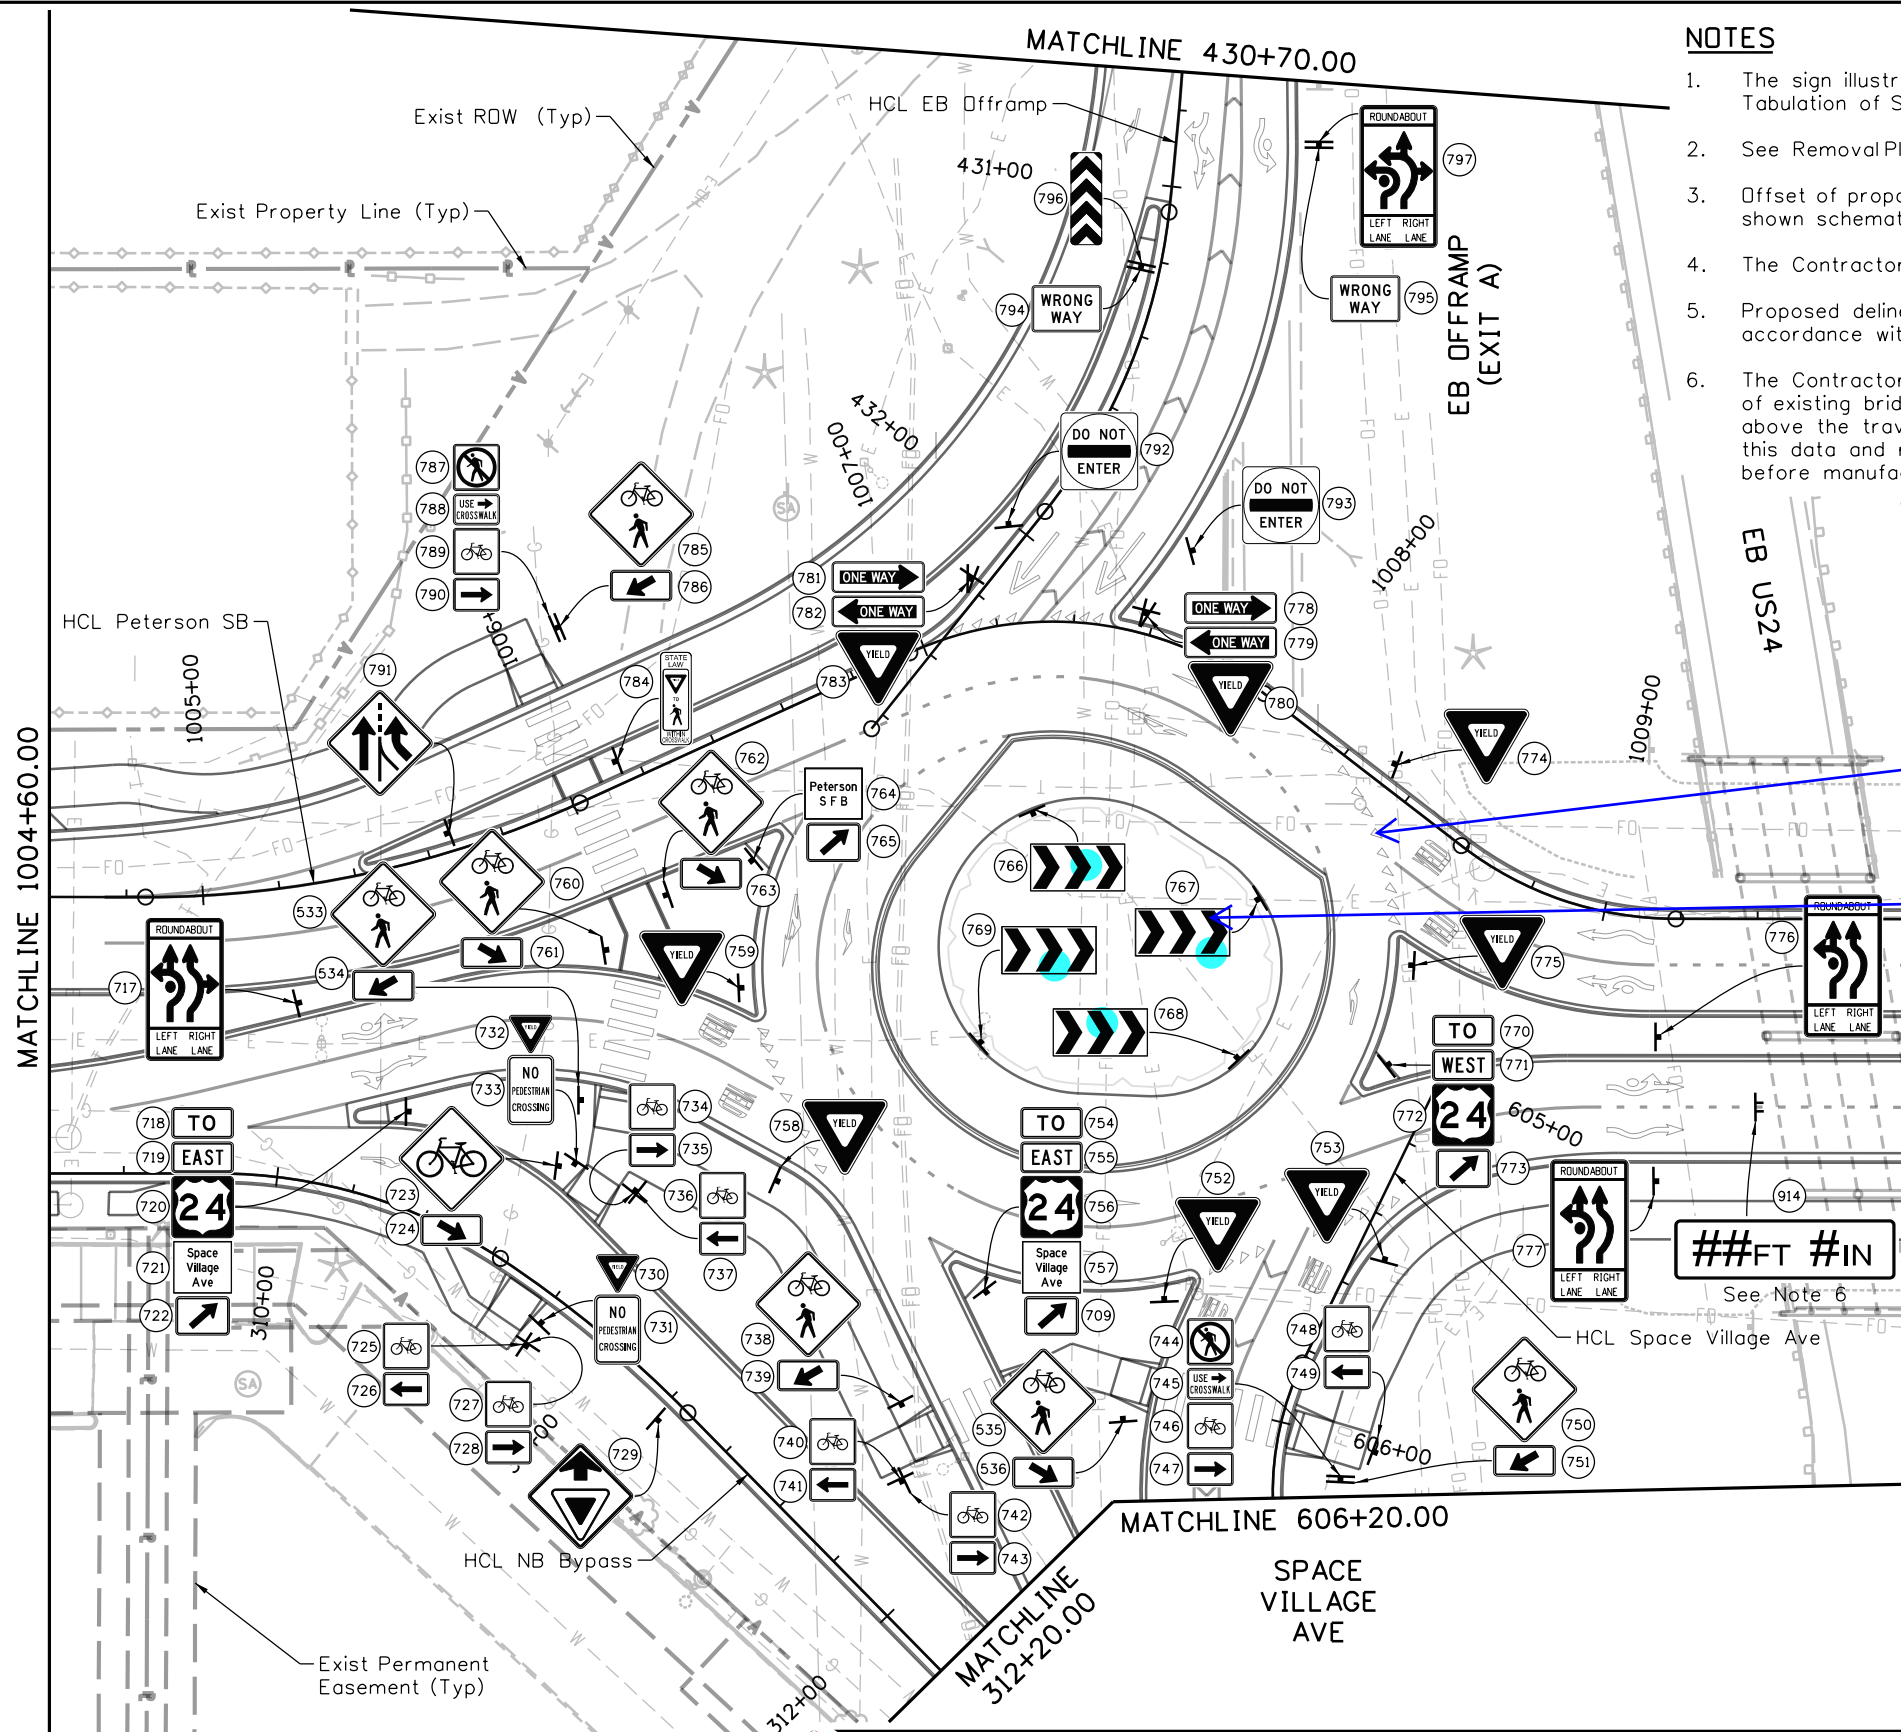 MATCHLINE 430+70.00
NOTES
1. The sign illustr
Tabulation of S
2. See Removal Pl
3. Offset of propo
shown schemat
4. The Contractor
5. Proposed deline
accordance wit
6. The Contractor
of existing brid
above the trav
this data and r
before manufa
Exist ROW (Typ)
HCL EB Offramp
431+00
796
ROUNDABOUT
LEFT RIGHT
LANE LANE
797
Exist Property Line (Typ)
794
WRONG
WAY
WRONG
WAY
795
EB OFFRAMP
(EXIT A)
432+00
1007+00
DO NOT
ENTER
792
DO NOT
ENTER
793
1008+00
EB US24
787
788
USE
CROSSWALK
789
790
785
786
SA
781
ONE WAY
782
ONE WAY
YIELD
783
ONE WAY
778
ONE WAY
779
YIELD
780
HCL Peterson SB
1005+00
1006+
791
784
STATE
LAW
TO
WITHIN
CROSSWALK
YIELD
774
1009+00
MATCHLINE 1004+60.00
762
763
Peterson
SFB
764
765
766
767
769
768
533
534
760
761
YIELD
759
ROUNDABOUT
717
LEFT RIGHT
LANE LANE
YIELD
775
ROUNDABOUT
776
LEFT RIGHT
LANE LANE
732
YIELD
733
NO
PEDESTRIAN
CROSSING
734
735
736
737
758
YIELD
718
TO
719
EAST
720
24
721
Space
Village
Ave
722
723
724
TO
754
EAST
755
24
756
Space
Village
Ave
757
709
TO
770
WEST
771
772
24
773
605+00
752
YIELD
753
YIELD
ROUNDABOUT
777
LEFT RIGHT
LANE LANE
914
##FT #IN
See Note 6
HCL Space Village Ave
310+00
YIELD
730
NO
PEDESTRIAN
CROSSING
731
725
726
727
728
729
738
739
740
741
742
743
535
536
744
745
USE
CROSSWALK
746
747
748
749
750
751
606+00
SA
HCL NB Bypass
MATCHLINE 606+20.00
MATCHLINE
312+20.00
SPACE
VILLAGE
AVE
Exist Permanent
Easement (Typ)
312+00